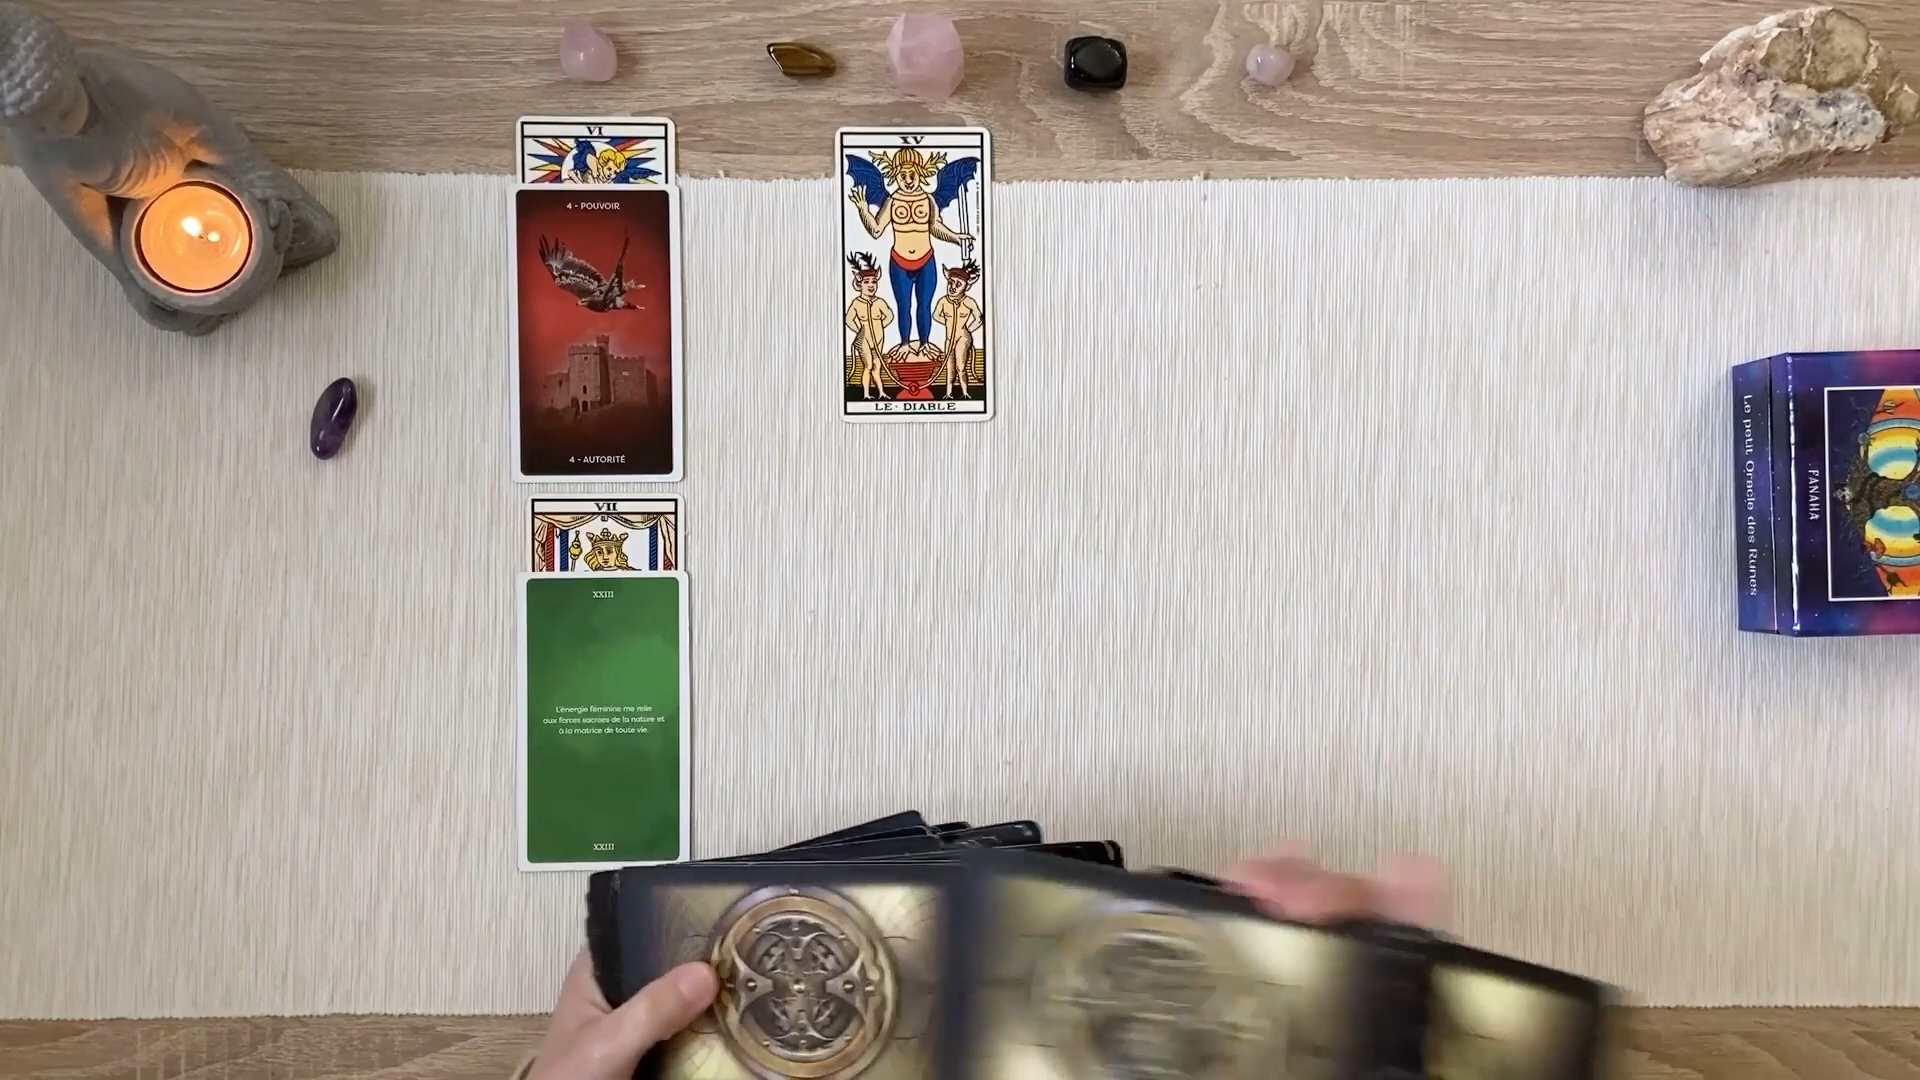 VI
4 - POUVOIR
4 - AUTORITÉ
XV
LE · DIABLE
VII
XXIII
L'énergie féminine me relie
aux forces sacrées de la nature et
à la matrice de toute vie.
XXIII
Le petit Oracle des Runes
PANAHA